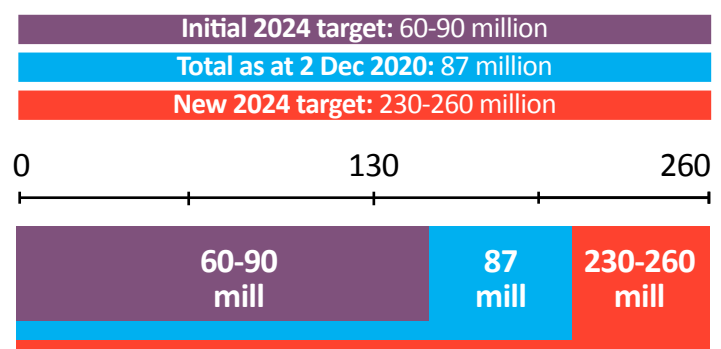 Initial 2024 target: 60-90 million
Total as at 2 Dec 2020: 87 million
New 2024 target: 230-260 million
0 130 260
60-90 87 230-260
mill mill mill